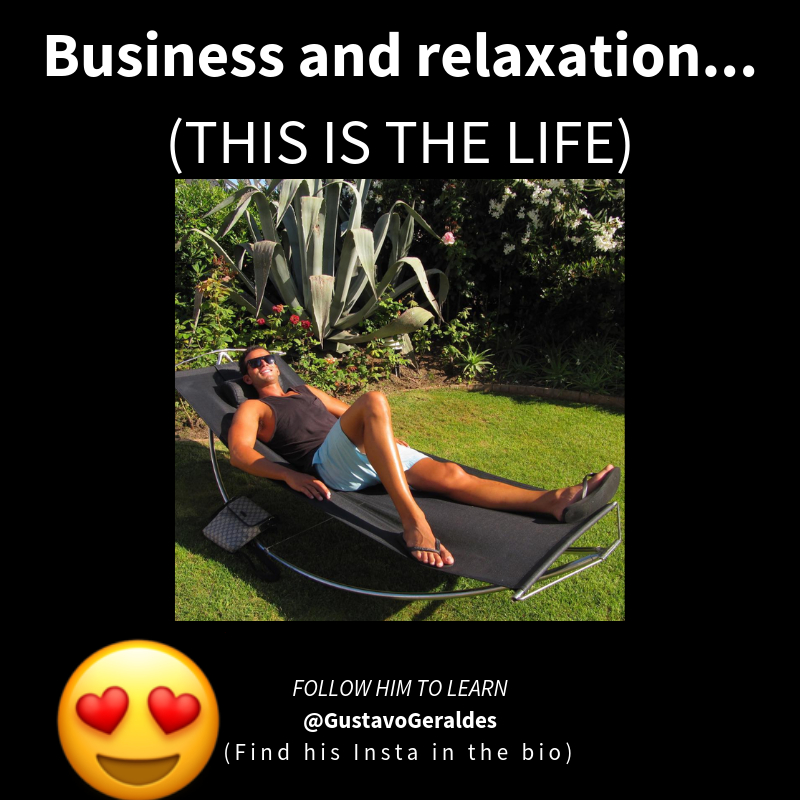 Business and relaxation...
(THIS IS THE LIFE)
FOLLOW HIM TO LEARN
@GustavoGeraldes
(Find his Insta in the bio)